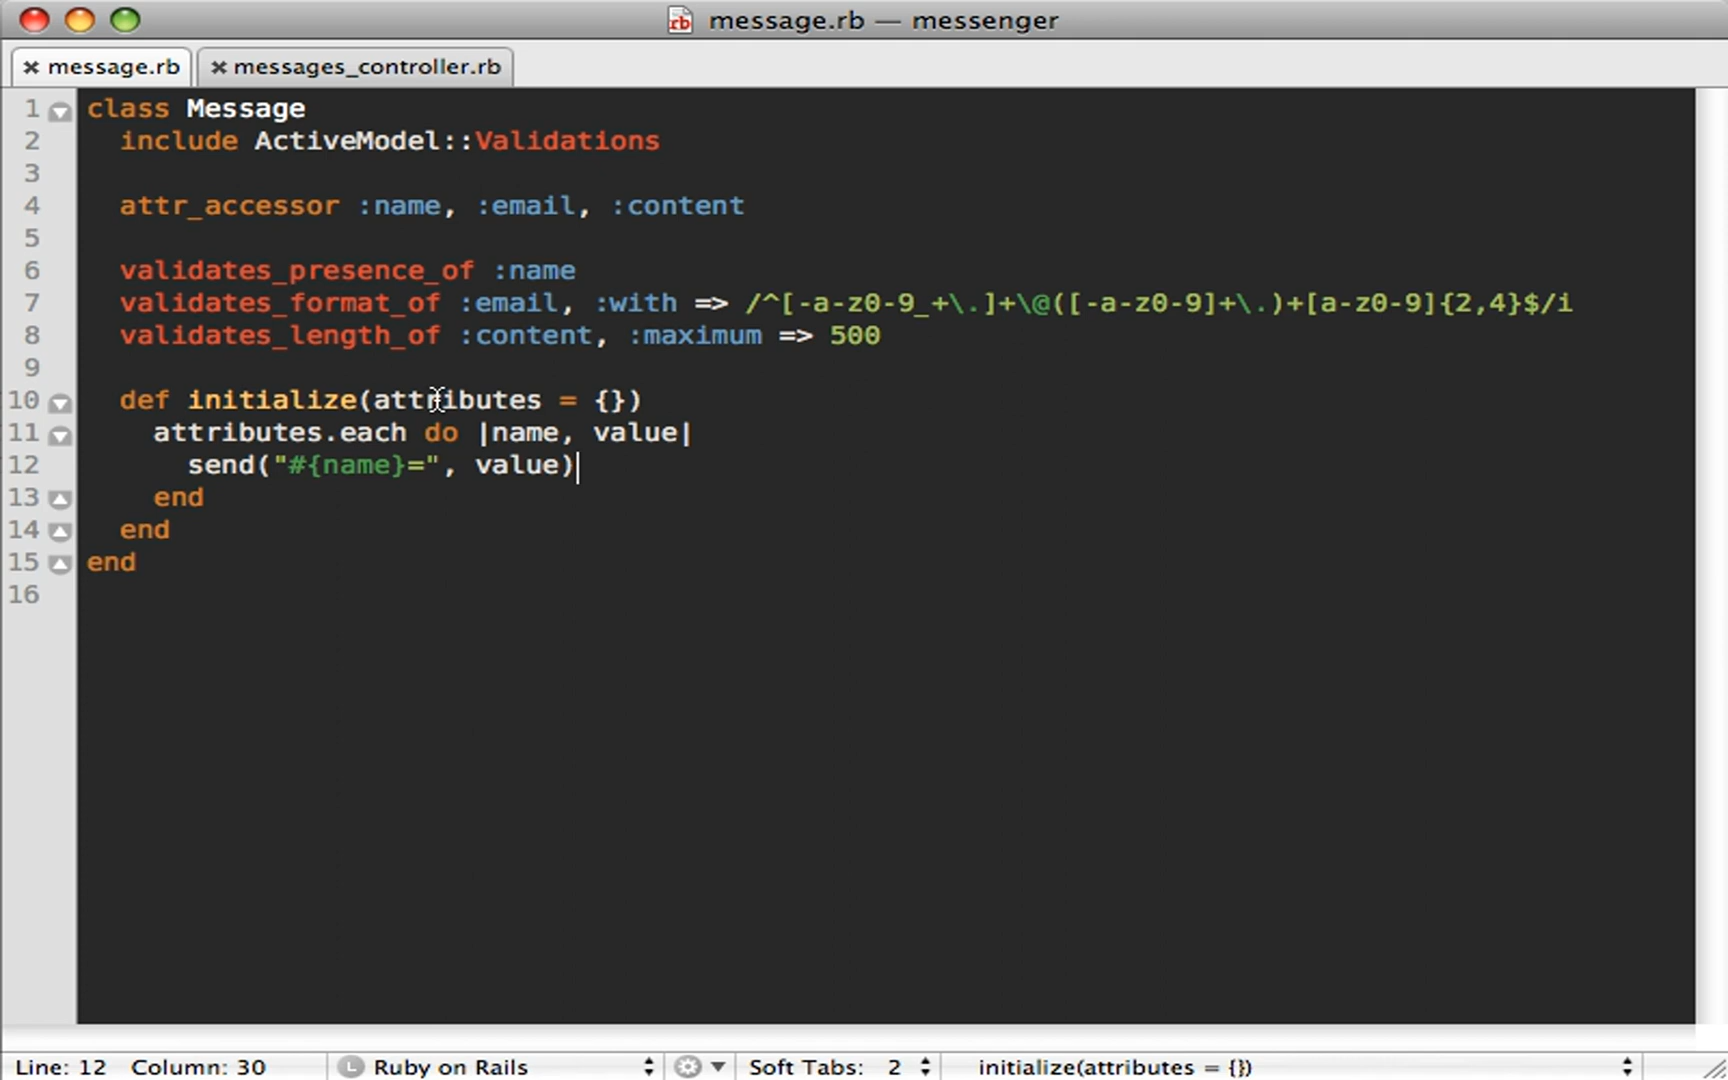 message.rb — messenger
message.rb messages_controller.rb
1 class Message
2 include ActiveModel::Validations
3
4 attr_accessor :name, :email, :content
5
6 validates_presence_of :name
7 validates_format_of :email, :with => /^[-a-z0-9_+\.]+\@([-a-z0-9]+\.)+[a-z0-9]{2,4}$/i
8 validates_length_of :content, :maximum => 500
9
10 def initialize(attributes = {})
11 attributes.each do |name, value|
12 send("#{name}=", value)
13 end
14 end
15 end
16
Line: 12 Column: 30 L Ruby on Rails Soft Tabs: 2 initialize(attributes = {})